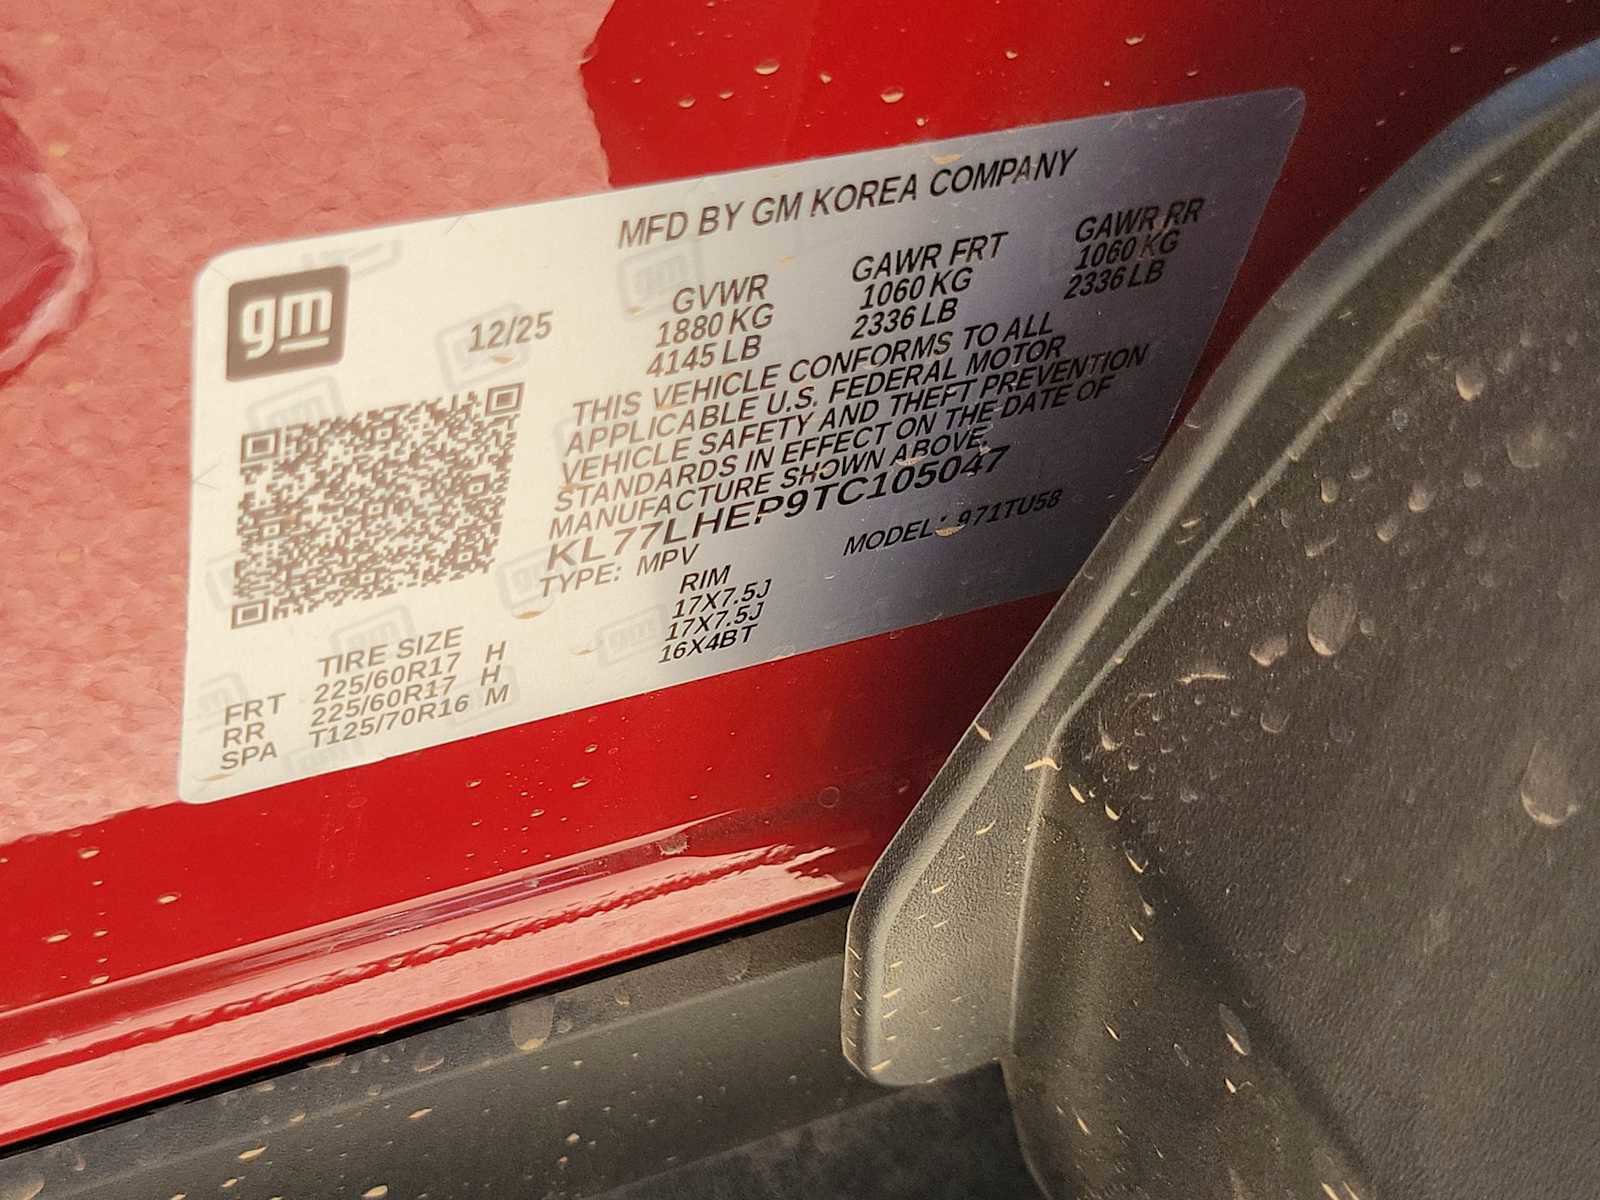 MFD BY GM KOREA COMPANY
gm
12/25
GVWR GAWR FRT GAWR RR
1880 KG 1060 KG 1060 KG
4145 LB 2336 LB 2336 LB
THIS VEHICLE CONFORMS TO ALL
APPLICABLE U.S. FEDERAL MOTOR
VEHICLE SAFETY AND THEFT PREVENTION
STANDARDS IN EFFECT ON THE DATE OF
MANUFACTURE SHOWN ABOVE.
KL77LHEP9TC105047
TYPE: MPV MODEL: 971TU58
TIRE SIZE RIM
FRT 225/60R17 H 17X7.5J
RR 225/60R17 H 17X7.5J
SPA T125/70R16 M 16X4BT